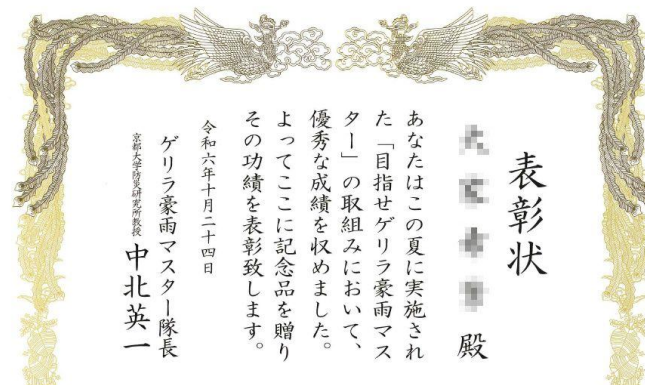 表彰状
殿
あなたはこの夏に実施され
た「目指せゲリラ豪雨マス
ター」の取組みにおいて、
優秀な成績を収めました。
よってここに記念品を贈り
その功績を表彰致します。
令和六年十月二十四日
ゲリラ豪雨マスター隊長
京都大学防災研究所教授 中北英一